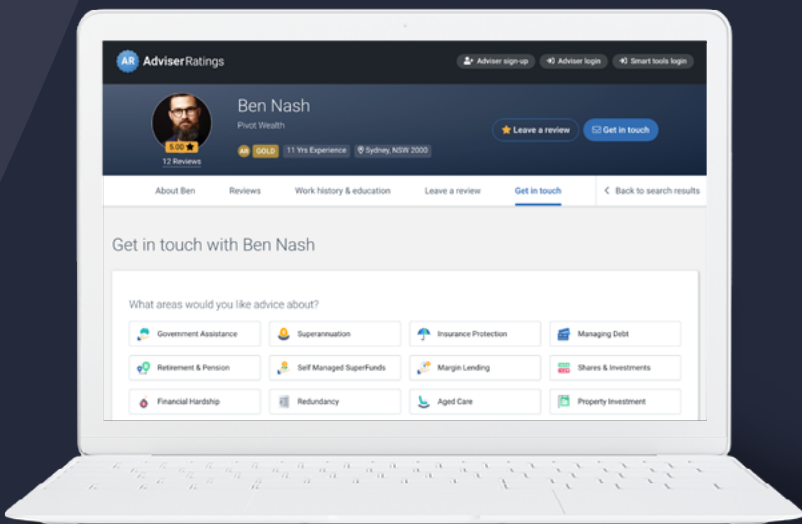 AR AdviserRatings
Adviser sign-up Adviser login Smart tools login
Ben Nash
Pivot Wealth
Leave a review Get in touch
5.00
AR GOLD 11 Yrs Experience Sydney, NSW 2000
12 Reviews
About Ben Reviews Work history & education Leave a review Get in touch Back to search results
Get in touch with Ben Nash
What areas would you like advice about?
Government Assistance Superannuation Insurance Protection Managing Debt
Retirement & Pension Self Managed SuperFunds Margin Lending Shares & Investments
Financial Hardship Redundancy Aged Care Property Investment